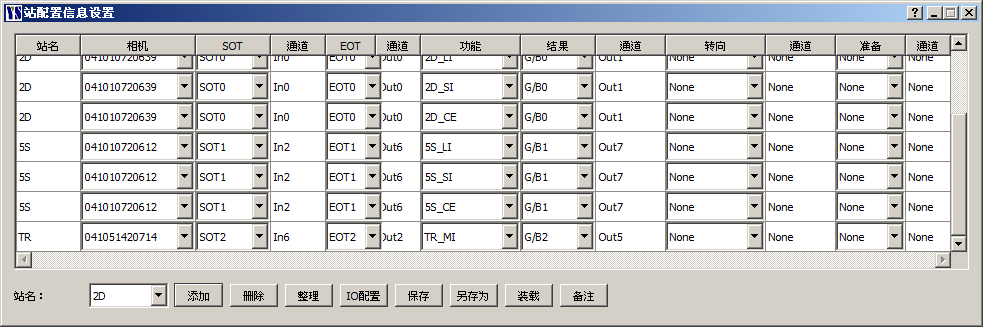 VS 站配置信息设置
站名 相机 SOT 通道 EOT 通道 功能 结果 通道 转向 通道 准备 通道
2D 041010720639 SOT0 In0 EOT0 Out0 2D_LI G/B0 Out1 None None None None
2D 041010720639 SOT0 In0 EOT0 Out0 2D_SI G/B0 Out1 None None None None
2D 041010720639 SOT0 In0 EOT0 Out0 2D_CE G/B0 Out1 None None None None
5S 041010720612 SOT1 In2 EOT1 Out6 5S_LI G/B1 Out7 None None None None
5S 041010720612 SOT1 In2 EOT1 Out6 5S_SI G/B1 Out7 None None None None
5S 041010720612 SOT1 In2 EOT1 Out6 5S_CE G/B1 Out7 None None None None
TR 041051420714 SOT2 In6 EOT2 Out2 TR_MI G/B2 Out5 None None None None
站名： 2D 添加 删除 整理 IO配置 保存 另存为 装载 备注